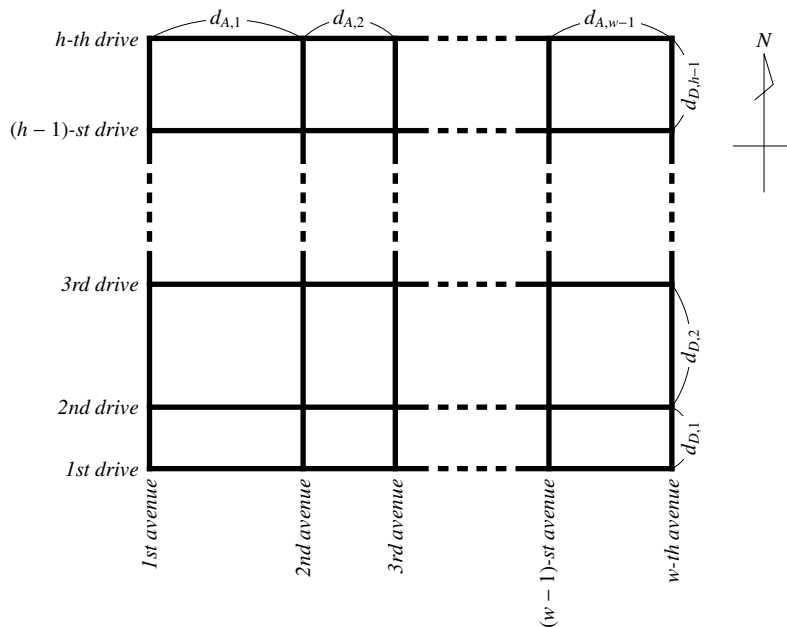 d_{A,1}
d_{A,2}
d_{A,w−1}
N
h-th drive
d_{D,h−1}
(h − 1)-st drive
3rd drive
d_{D,2}
2nd drive
d_{D,1}
1st drive
1st avenue
2nd avenue
3rd avenue
(w − 1)-st avenue
w-th avenue